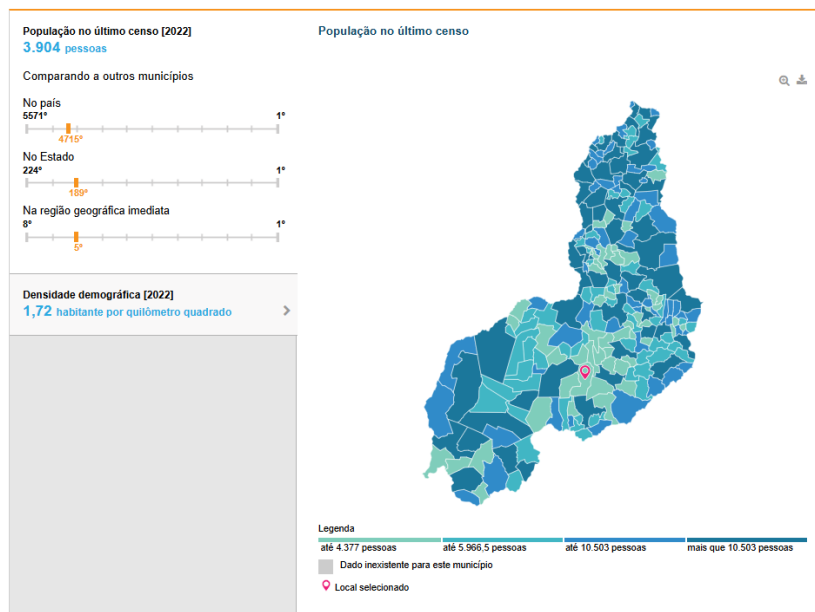 População no último censo [2022]
3.904 pessoas
Comparando a outros municípios
No país
5571º 1º
4715º
No Estado
224º 1º
189º
Na região geográfica imediata
8º 1º
5º
Densidade demográfica [2022]
1,72 habitante por quilômetro quadrado
População no último censo
Legenda
até 4.377 pessoas até 5.966,5 pessoas até 10.503 pessoas mais que 10.503 pessoas
Dado inexistente para este município
Local selecionado